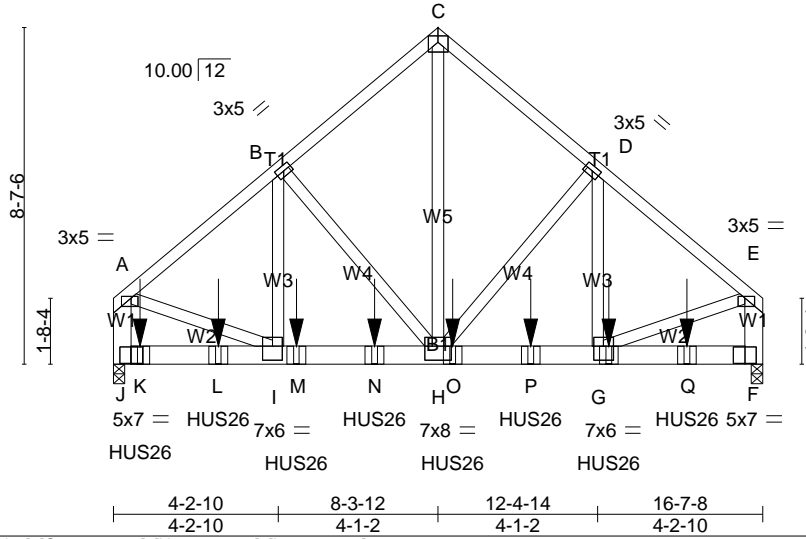 C
10.00 12
3x5
3x5
B T1
T1 D
8-7-6
W5
3x5
3x5
E
A
W3 W4 W4 W3
W1 W2 W2 W1
1-8-4
B1
J K L I M N H O P G Q F
5x7 HUS26 HUS26 HUS26 HUS26 5x7
HUS26 7x6 7x8 7x6
HUS26 HUS26 HUS26
4-2-10 8-3-12 12-4-14 16-7-8
4-2-10 4-1-2 4-1-2 4-2-10